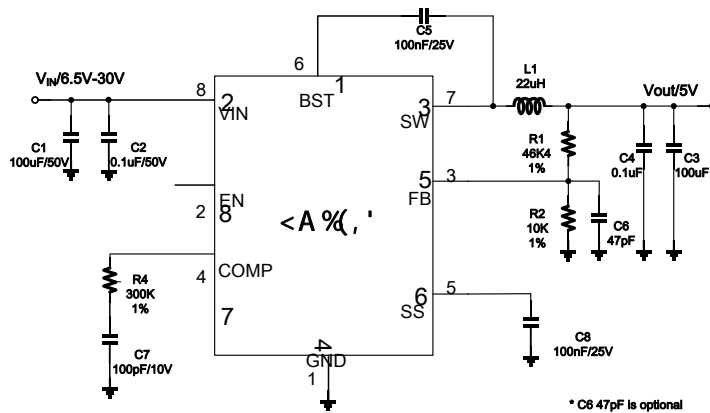 C5
100nF/25V
6
1
BST
V_IN/6.5V-30V
8
2
VIN
L1
22uH
Vout/5V
3
7
SW
C1
100uF/50V
C2
0.1uF/50V
R1
46K4
1%
C4
0.1uF
C3
100uF
5
3
FB
EN
2
8
<A %(, '
R2
10K
1%
C6
47pF
COMP
4
R4
300K
1%
7
6
5
SS
C7
100pF/10V
C8
100nF/25V
4
GND
1
* C6 47pF is optional